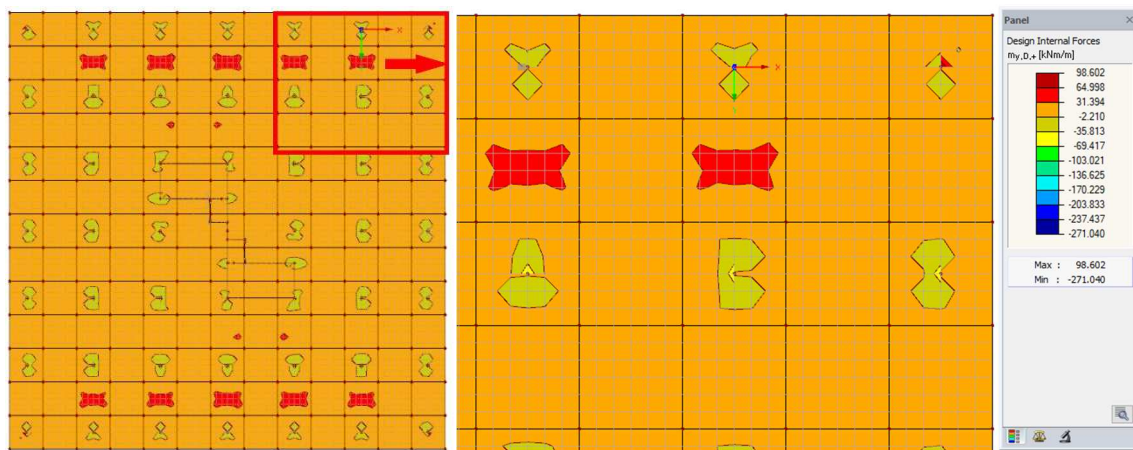 Panel
Design Internal Forces
my,D,+ [kNm/m]
98.602
64.998
31.394
-2.210
-35.813
-69.417
-103.021
-136.625
-170.229
-203.833
-237.437
-271.040
Max : 98.602
Min : -271.040
X
X